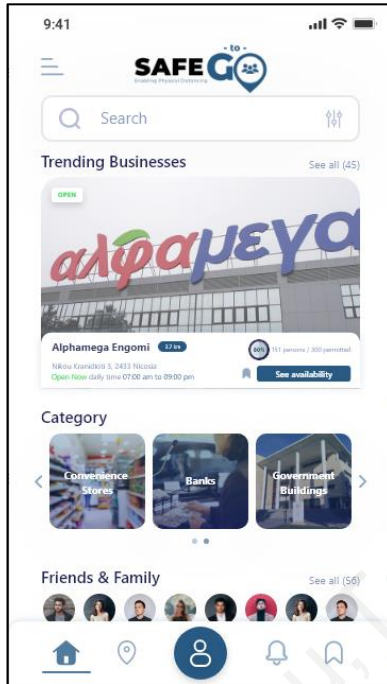 9:41
- to -
SAFE GO
Enabling Physical Distancing
Search
Trending Businesses
See all (45)
OPEN
αλφαμεγα
Alphamega Engomi
3.7 km
60%
151 persons / 300 permitted
Nikou Kranidioti 3, 2433 Nicosia
Open Now daily time 07:00 am to 09:00 pm
See availability
Category
Convenience
Stores
Banks
Government
Buildings
Friends & Family
See all (56)